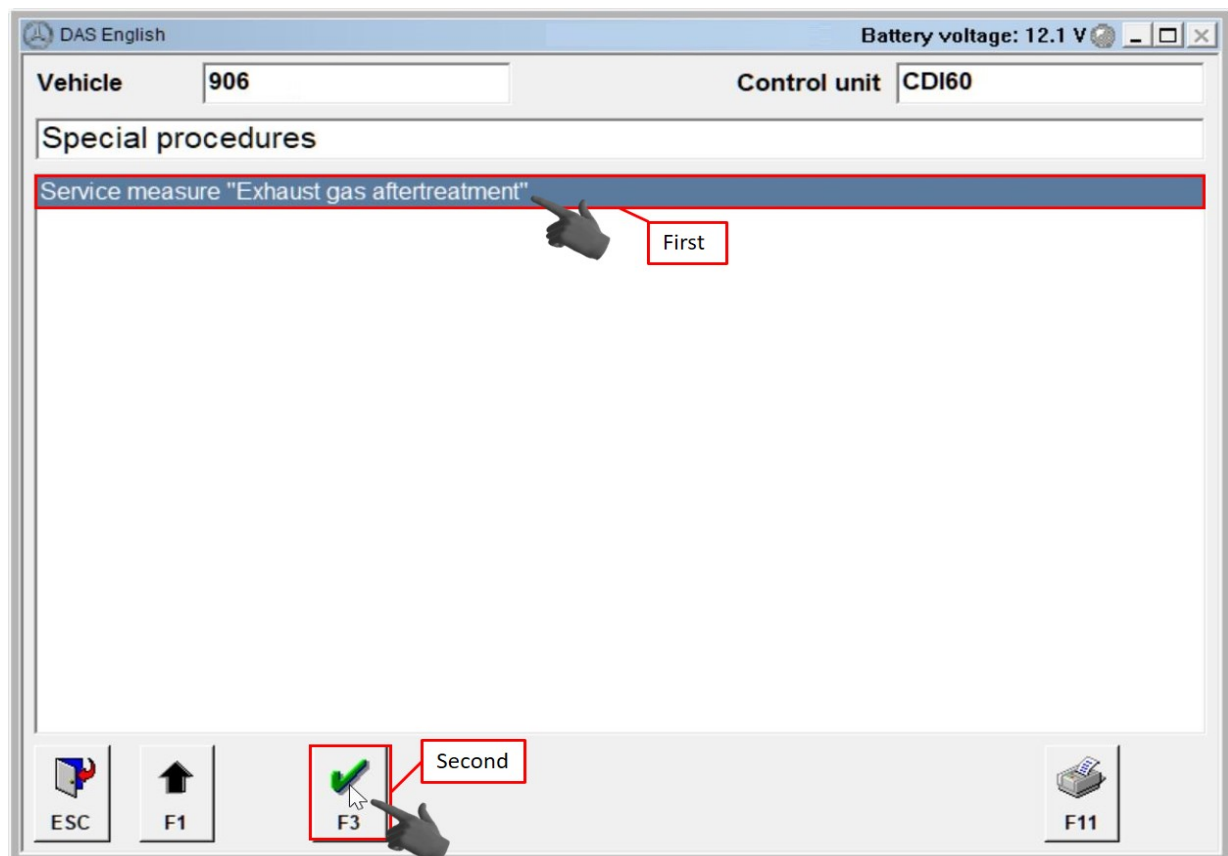 DAS English
Battery voltage: 12.1 V
Vehicle 906 Control unit CDI60
Special procedures
Service measure "Exhaust gas aftertreatment"
First
Second
ESC F1 F3 F11